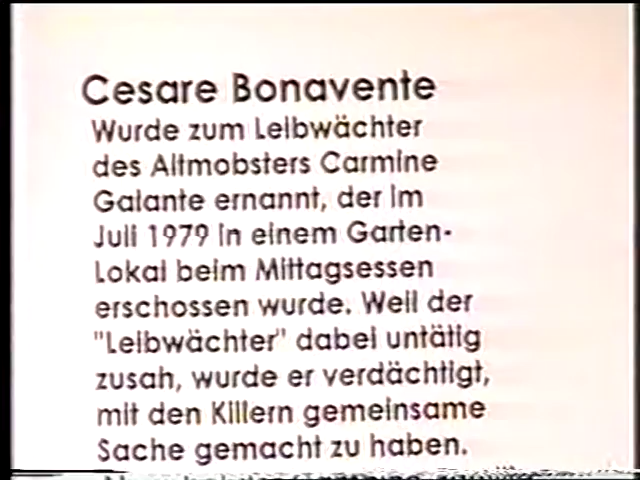 Cesare Bonavente
Wurde zum Leibwächter
des Altmobsters Carmine
Galante ernannt, der im
Juli 1979 in einem Garten-
Lokal beim Mittagsessen
erschossen wurde. Weil der
"Leibwächter" dabei untätig
zusah, wurde er verdächtigt,
mit den Killern gemeinsame
Sache gemacht zu haben.